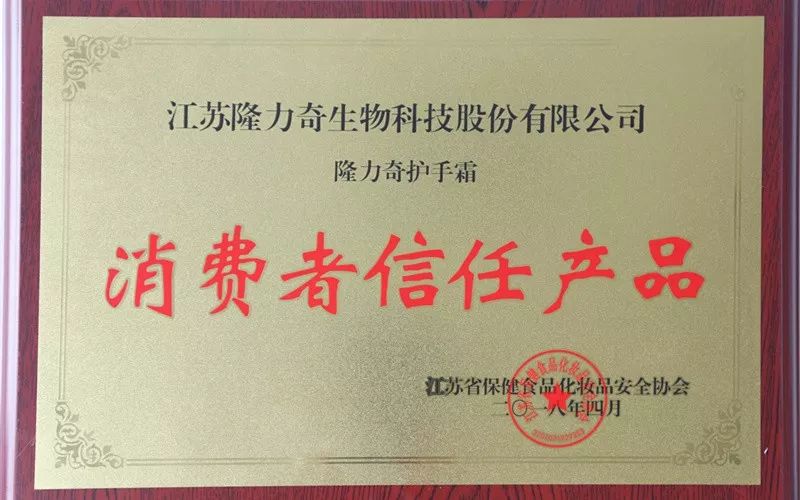 江苏隆力奇生物科技股份有限公司
隆力奇护手霜
消费者信任产品
江苏省保健食品化妆品安全协会
二〇一八年四月